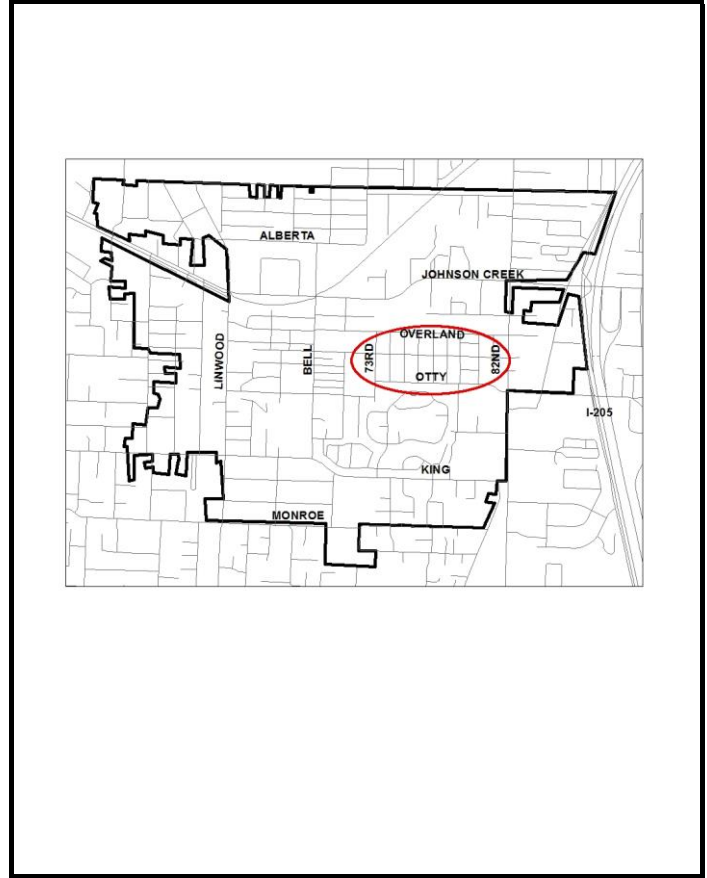 ALBERTA
JOHNSON CREEK
OVERLAND
LINWOOD
BELL
73RD
82ND
OTTY
I-205
KING
MONROE